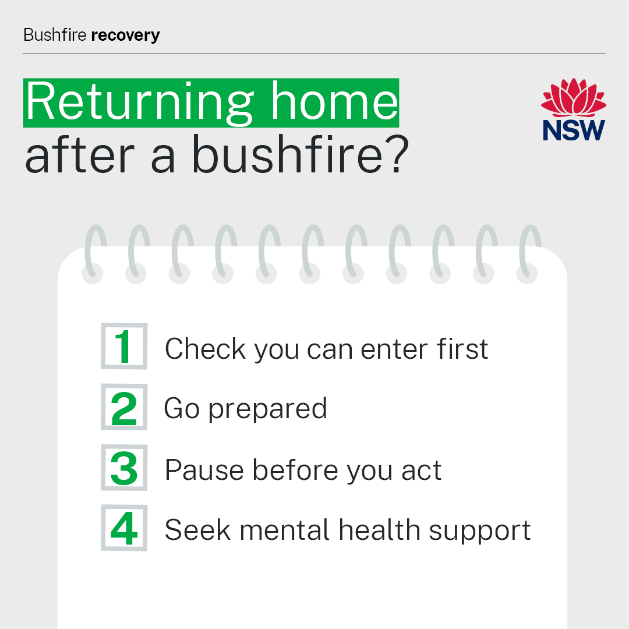 Bushfire recovery
Returning home
after a bushfire?
NSW
1 Check you can enter first
2 Go prepared
3 Pause before you act
4 Seek mental health support